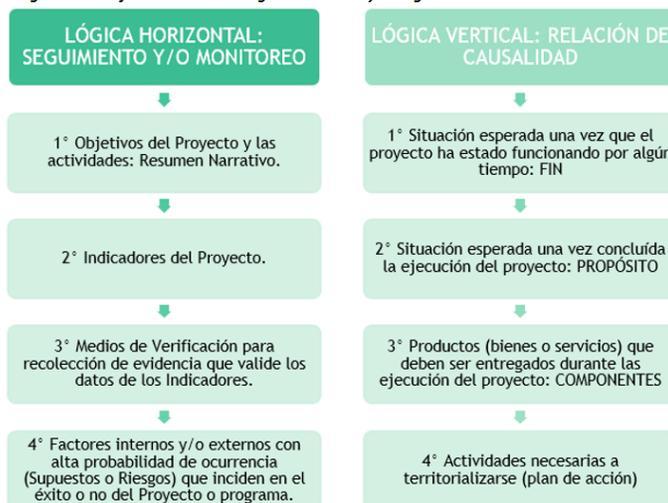 LÓGICA HORIZONTAL:
SEGUIMIENTO Y/O MONITOREO
1° Objetivos del Proyecto y las
actividades: Resumen Narrativo.
2° Indicadores del Proyecto.
3° Medios de Verificación para
recolección de evidencia que valide los
datos de los Indicadores.
4° Factores internos y/o externos con
alta probabilidad de ocurrencia
(Supuestos o Riesgos) que inciden en el
éxito o no del Proyecto o programa.
LÓGICA VERTICAL: RELACIÓN DE
CAUSALIDAD
1° Situación esperada una vez que el
proyecto ha estado funcionando por algún
tiempo: FIN
2° Situación esperada una vez concluída
la ejecución del proyecto: PROPÓSITO
3° Productos (bienes o servicios) que
deben ser entregados durante las
ejecución del proyecto: COMPONENTES
4° Actividades necesarias a
territorializarse (plan de acción)